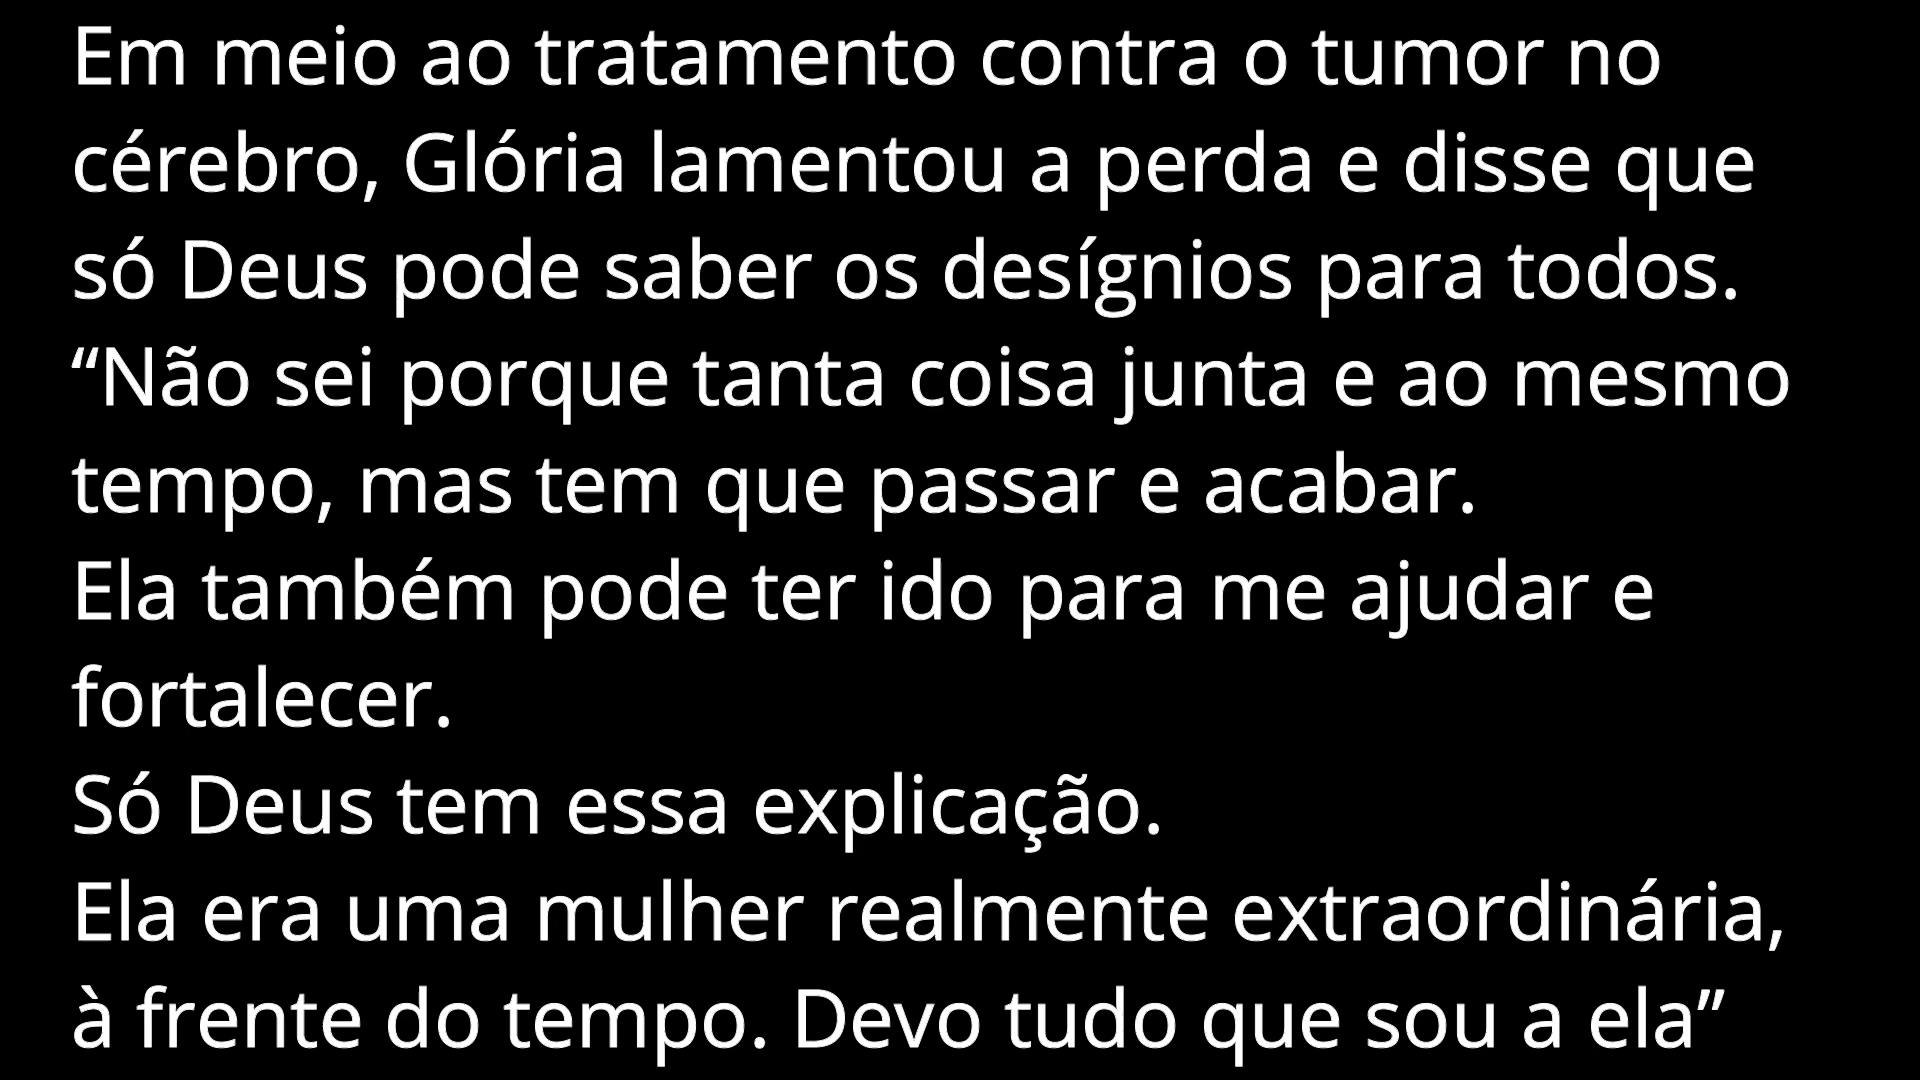 Em meio ao tratamento contra o tumor no
cérebro, Glória lamentou a perda e disse que
só Deus pode saber os desígnios para todos.
“Não sei porque tanta coisa junta e ao mesmo
tempo, mas tem que passar e acabar.
Ela também pode ter ido para me ajudar e
fortalecer.
Só Deus tem essa explicação.
Ela era uma mulher realmente extraordinária,
à frente do tempo. Devo tudo que sou a ela”